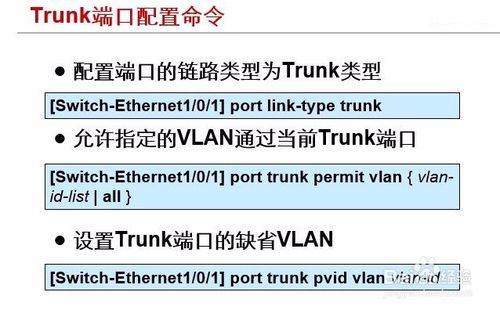 Trunk端口配置命令
● 配置端口的链路类型为Trunk类型
[Switch-Ethernet1/0/1] port link-type trunk
● 允许指定的VLAN通过当前Trunk端口
[Switch-Ethernet1/0/1] port trunk permit vlan { vlan-
id-list | all }
● 设置Trunk端口的缺省VLAN
[Switch-Ethernet1/0/1] port trunk pvid vlan